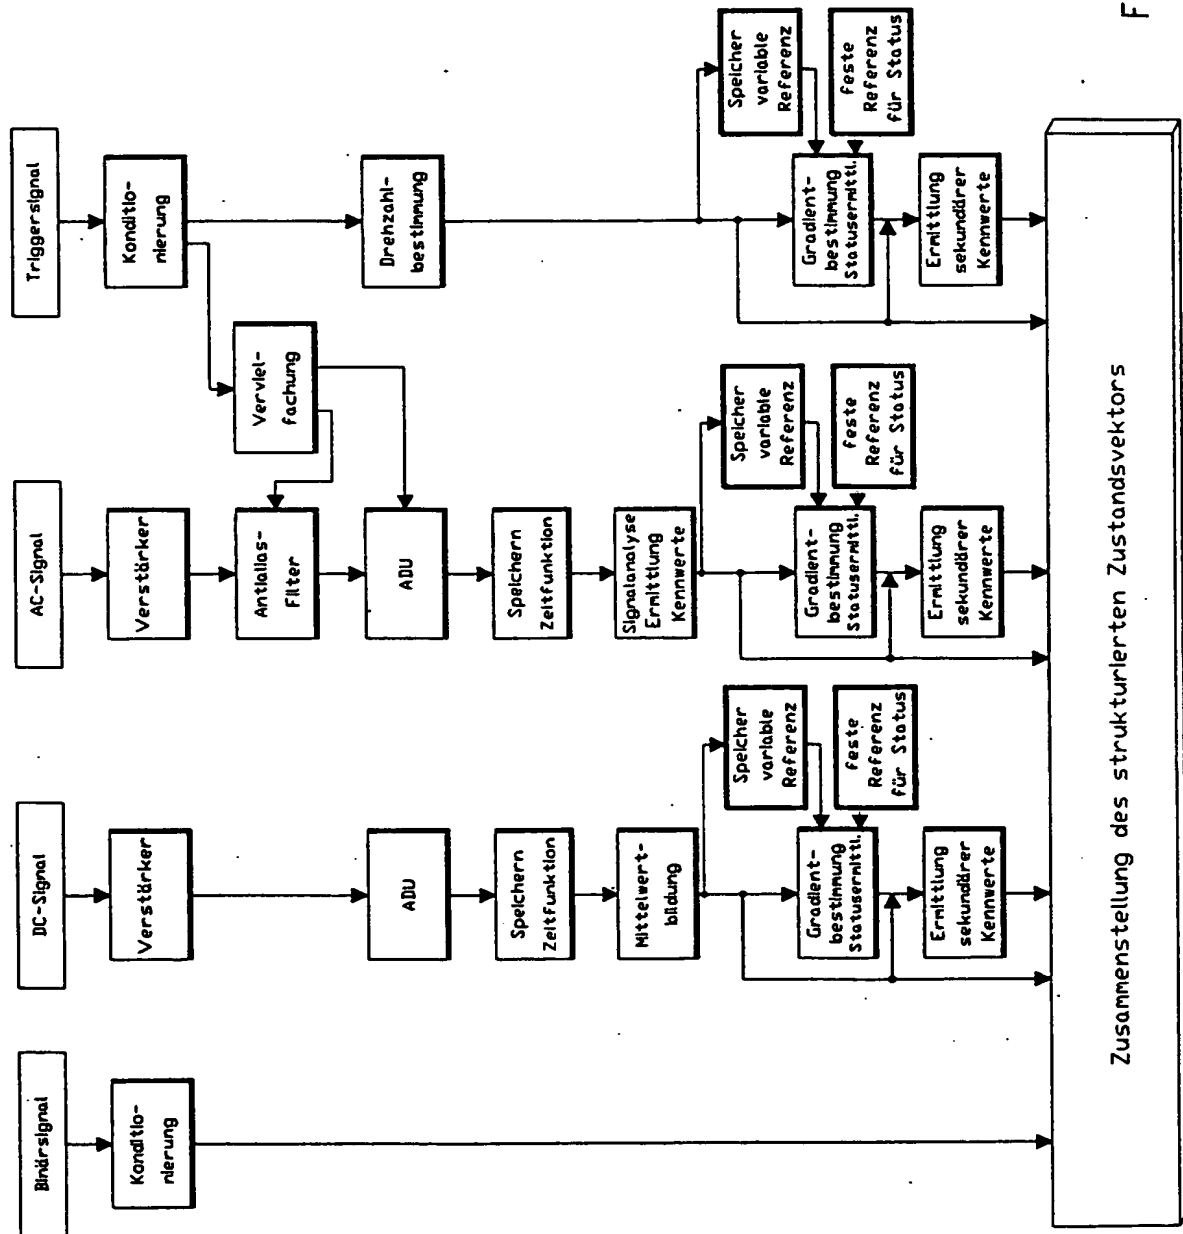 Binärsignal
Konditio-
nierung
DC-Signal
Verstärker
ADU
Speichern
Zeitfunktion
Mittelwert-
bildung
Speicher
variable
Referenz
feste
Referenz
für Status
Gradient-
bestimmung
Statusermittl.
Ermittlung
sekundärer
Kennwerte
AC-Signal
Verstärker
Antialias-
Filter
ADU
Speichern
Zeitfunktion
Signalanalyse
Ermittlung
Kennwerte
Speicher
variable
Referenz
feste
Referenz
für Status
Gradient-
bestimmung
Statusermittl.
Ermittlung
sekundärer
Kennwerte
Triggersignal
Konditio-
nierung
Verviel-
fachung
Drehzahl-
bestimmung
Speicher
variable
Referenz
feste
Referenz
für Status
Gradient-
bestimmung
Statusermittl.
Ermittlung
sekundärer
Kennwerte
Zusammenstellung des strukturierten Zustandsvektors
F